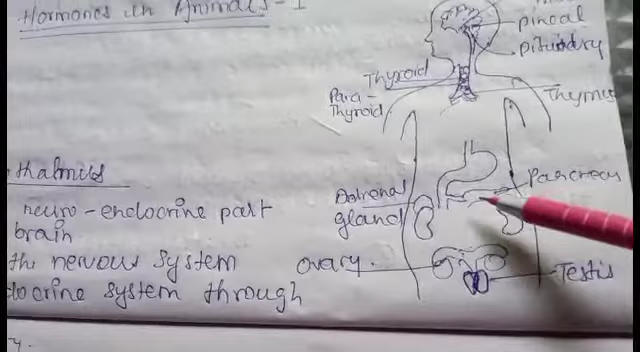 Hormones in Animals - I
pineal
pituitary
Thyroid
Para -
Thyroid
Thymus
thalmus
Pancreas
Adrenal
gland
neuro - endocrine part
brain
the nervous system
ovary.
Testis
docrine system through
y.